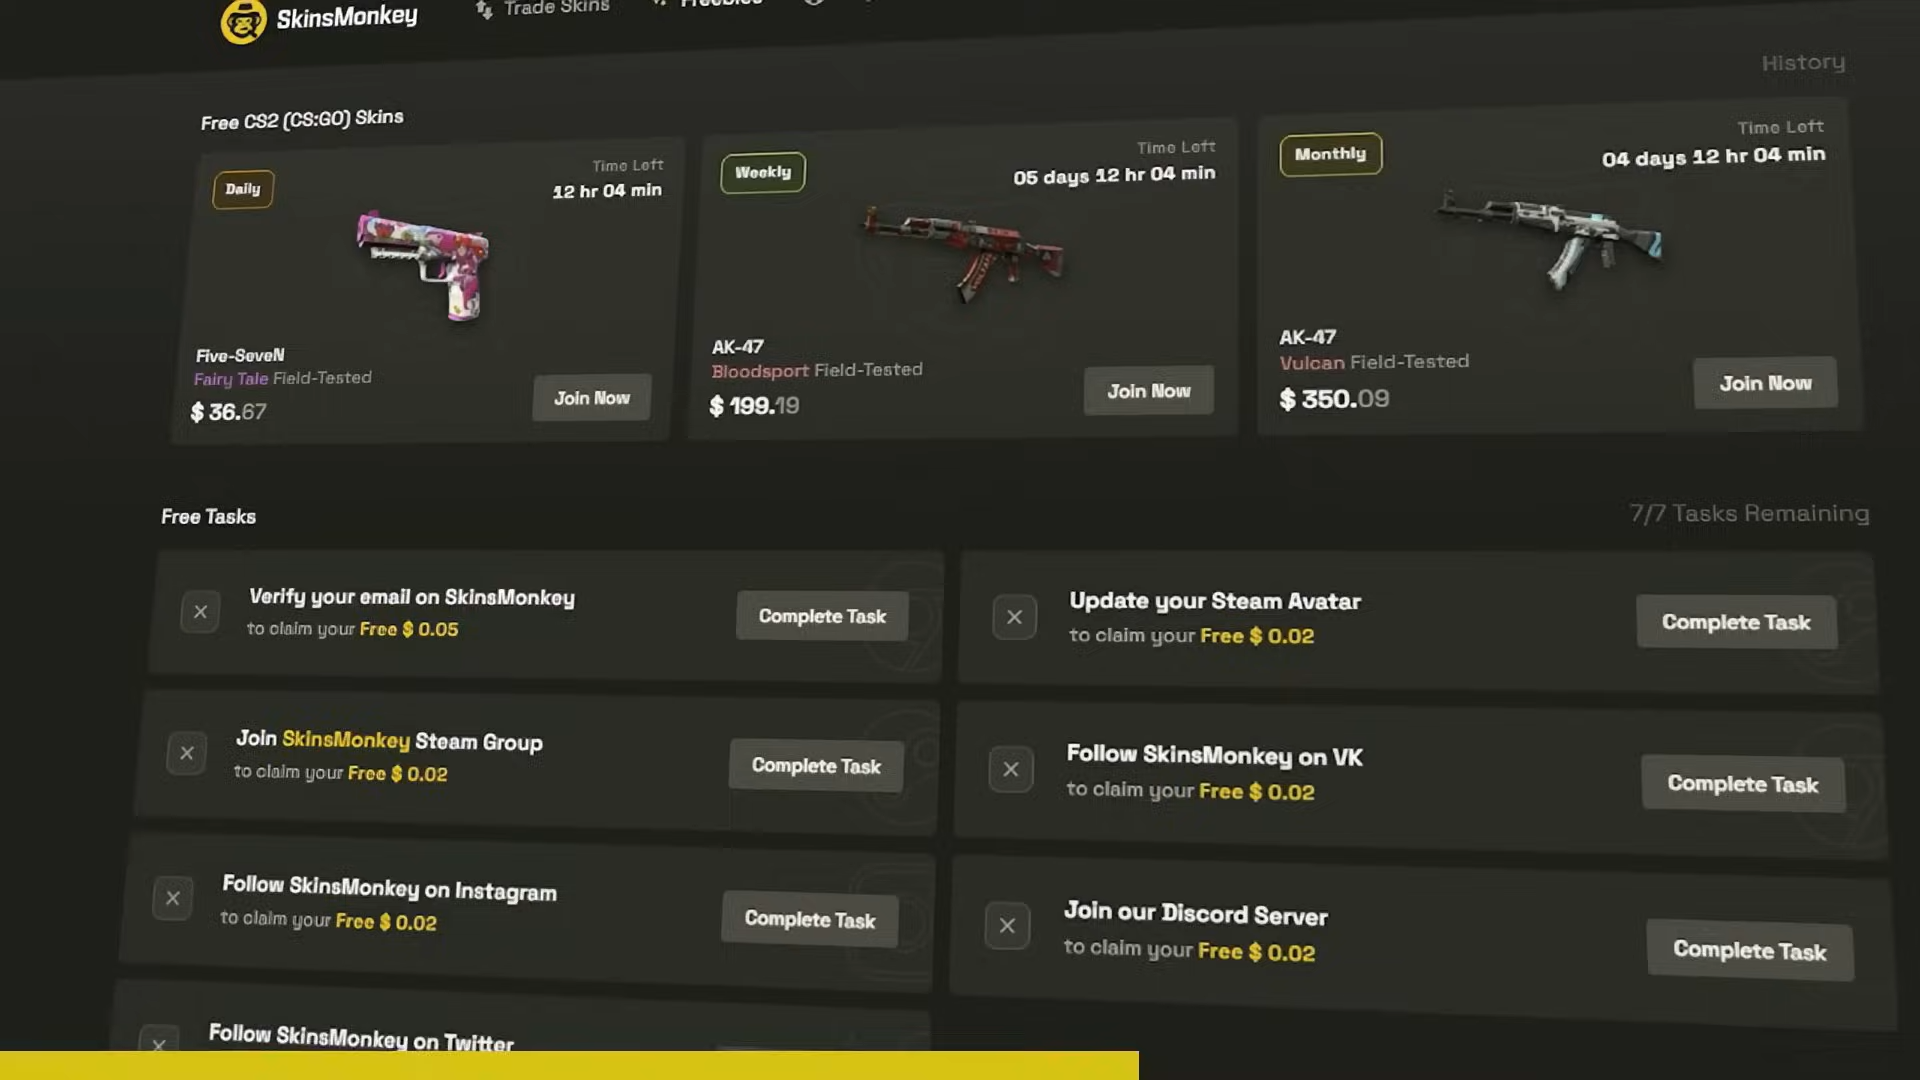 SkinsMonkey
Trade Skins
Freebies
History
Free CS2 (CS:GO) Skins
Daily
Time Left
12 hr 04 min
Five-SeveN
Fairy Tale Field-Tested
$ 36.67
Join Now
Weekly
Time Left
05 days 12 hr 04 min
AK-47
Bloodsport Field-Tested
$ 199.19
Join Now
Monthly
Time Left
04 days 12 hr 04 min
AK-47
Vulcan Field-Tested
$ 350.09
Join Now
Free Tasks
7/7 Tasks Remaining
Verify your email on SkinsMonkey
to claim your Free $ 0.05
Complete Task
Update your Steam Avatar
to claim your Free $ 0.02
Complete Task
Join SkinsMonkey Steam Group
to claim your Free $ 0.02
Complete Task
Follow SkinsMonkey on VK
to claim your Free $ 0.02
Complete Task
Follow SkinsMonkey on Instagram
to claim your Free $ 0.02
Complete Task
Join our Discord Server
to claim your Free $ 0.02
Complete Task
Follow SkinsMonkey on Twitter